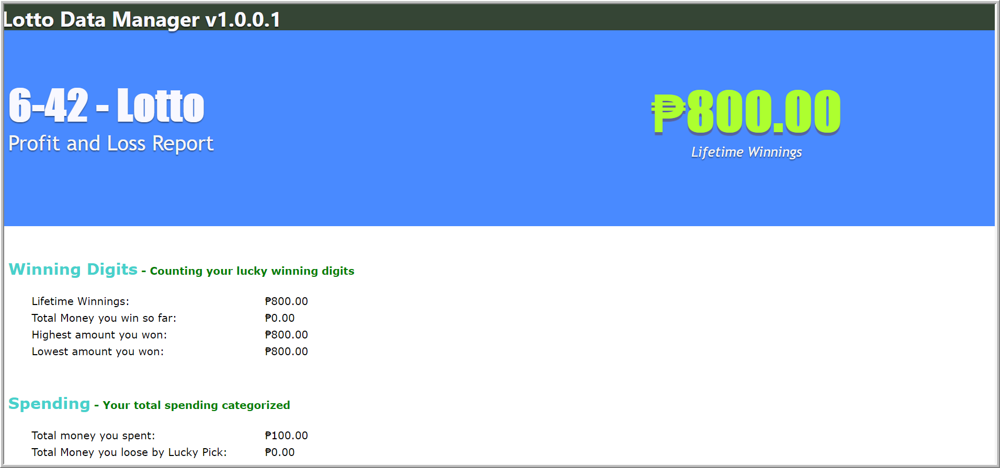 Lotto Data Manager v1.0.0.1
6-42 - Lotto
Profit and Loss Report
₱800.00
Lifetime Winnings
Winning Digits - Counting your lucky winning digits
Lifetime Winnings: ₱800.00
Total Money you win so far: ₱0.00
Highest amount you won: ₱800.00
Lowest amount you won: ₱800.00
Spending - Your total spending categorized
Total money you spent: ₱100.00
Total Money you loose by Lucky Pick: ₱0.00